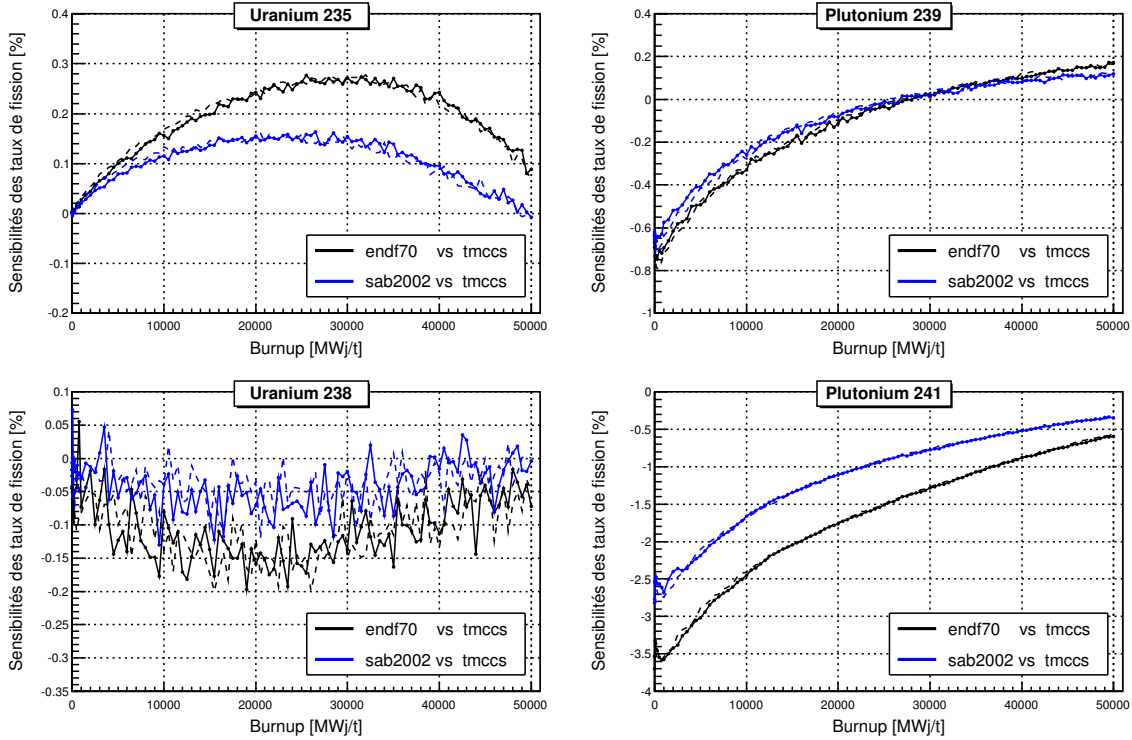 Uranium 235
Sensibilités des taux de fission [%]
0.4
0.3
0.2
0.1
0
-0.1
0.2
endf70 vs tmccs
sab2002 vs tmccs
0 10000 20000 30000 40000 50000
Burnup [MWj/t]
Plutonium 239
Sensibilités des taux de fission [%]
0.4
0.2
0
-0.2
-0.4
-0.6
-0.8
-1
endf70 vs tmccs
sab2002 vs tmccs
0 10000 20000 30000 40000 50000
Burnup [MWj/t]
Uranium 238
Sensibilités des taux de fission [%]
0.1
0.05
0
-0.05
-0.1
-0.15
-0.2
-0.25
-0.3
-0.35
endf70 vs tmccs
sab2002 vs tmccs
0 10000 20000 30000 40000 50000
Burnup [MWj/t]
Plutonium 241
Sensibilités des taux de fission [%]
0
-0.5
-1
-1.5
-2
-2.5
-3
-3.5
-4
endf70 vs tmccs
sab2002 vs tmccs
0 10000 20000 30000 40000 50000
Burnup [MWj/t]